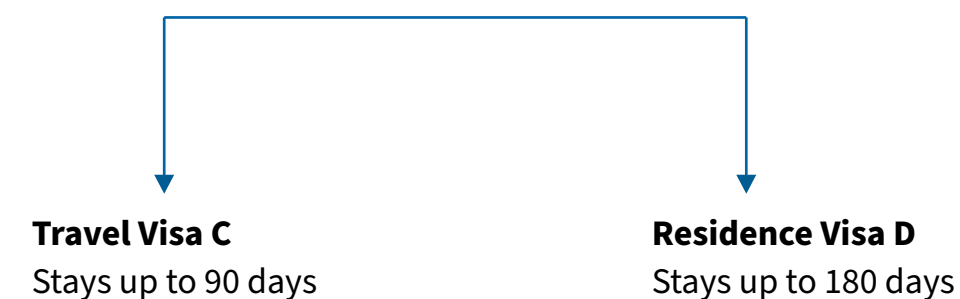 Travel Visa C
Stays up to 90 days
Residence Visa D
Stays up to 180 days